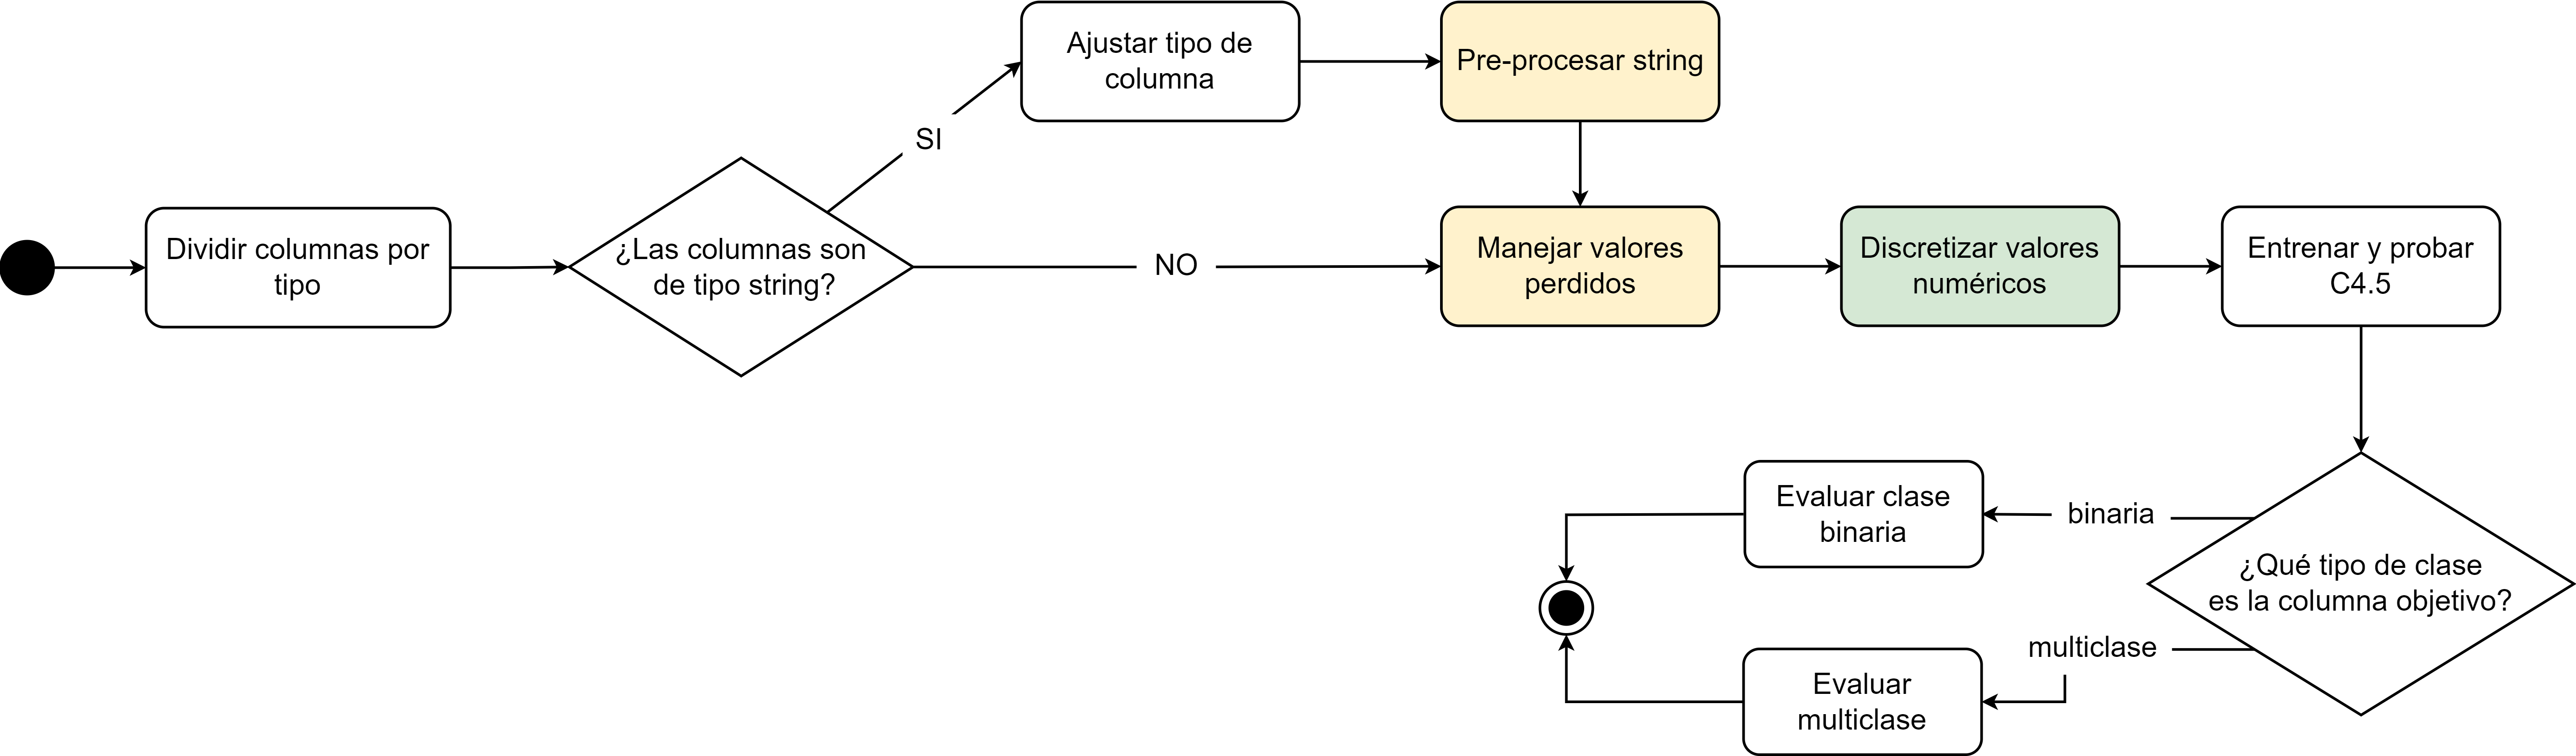 Dividir columnas por
tipo
¿Las columnas son
de tipo string?
SI
Ajustar tipo de
columna
Pre-procesar string
NO
Manejar valores
perdidos
Discretizar valores
numéricos
Entrenar y probar
C4.5
¿Qué tipo de clase
es la columna objetivo?
binaria
Evaluar clase
binaria
multiclase
Evaluar
multiclase